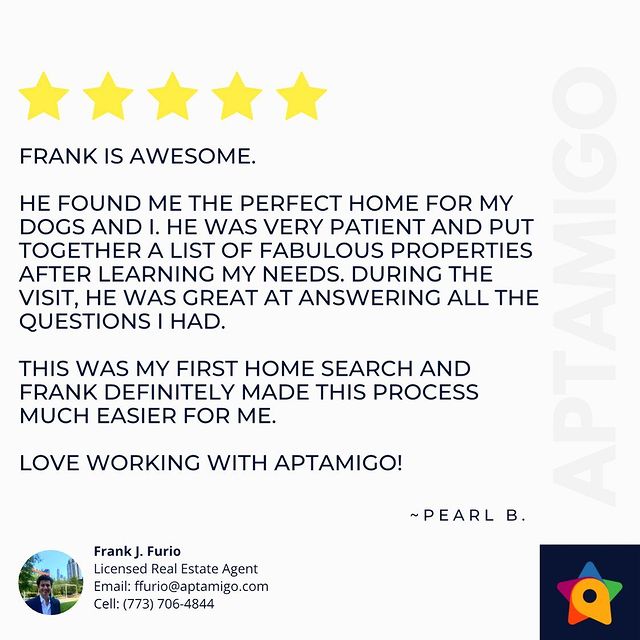 FRANK IS AWESOME.
HE FOUND ME THE PERFECT HOME FOR MY
DOGS AND I. HE WAS VERY PATIENT AND PUT
TOGETHER A LIST OF FABULOUS PROPERTIES
AFTER LEARNING MY NEEDS. DURING THE
VISIT, HE WAS GREAT AT ANSWERING ALL THE
QUESTIONS I HAD.
THIS WAS MY FIRST HOME SEARCH AND
FRANK DEFINITELY MADE THIS PROCESS
MUCH EASIER FOR ME.
LOVE WORKING WITH APTAMIGO!
~PEARL B.
APTAMIGO
Frank J. Furio
Licensed Real Estate Agent
Email: ffurio@aptamigo.com
Cell: (773) 706-4844